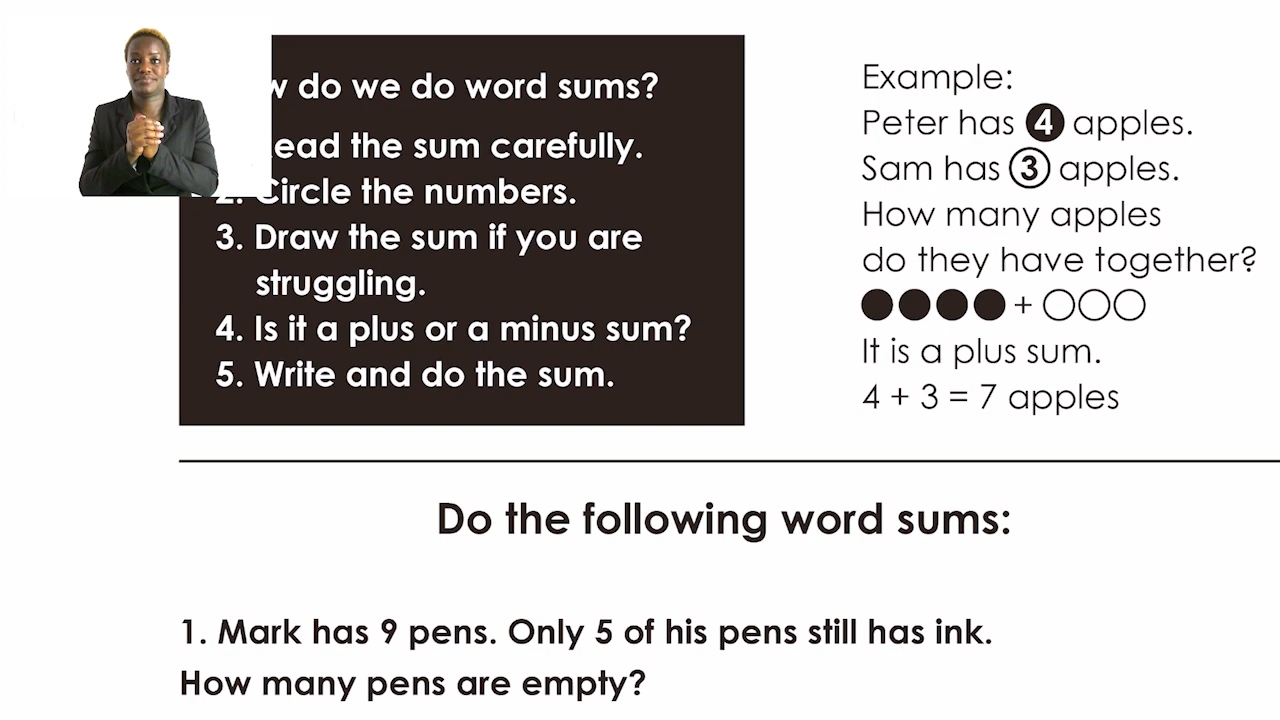 do we do word sums?
the sum carefully.
2. Circle the numbers.
3. Draw the sum if you are
struggling.
4. Is it a plus or a minus sum?
5. Write and do the sum.
Example:
Peter has 4 apples.
Sam has 3 apples.
How many apples
do they have together?
+
It is a plus sum.
4 + 3 = 7 apples
Do the following word sums:
1. Mark has 9 pens. Only 5 of his pens still has ink.
How many pens are empty?